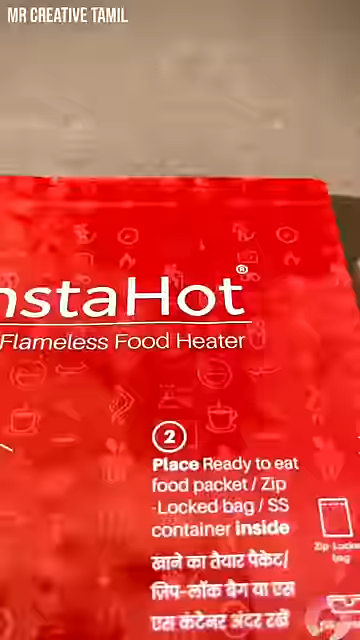 MR CREATIVE TAMIL
nstaHot®
Flameless Food Heater
2
Place Ready to eat
food packet / Zip
-Locked bag / SS
container inside
खाने का तैयार पैकेट/
ज़िप-लॉक बैग या एस
एस कंटेनर अंदर रखें
Zip-Locked
bag